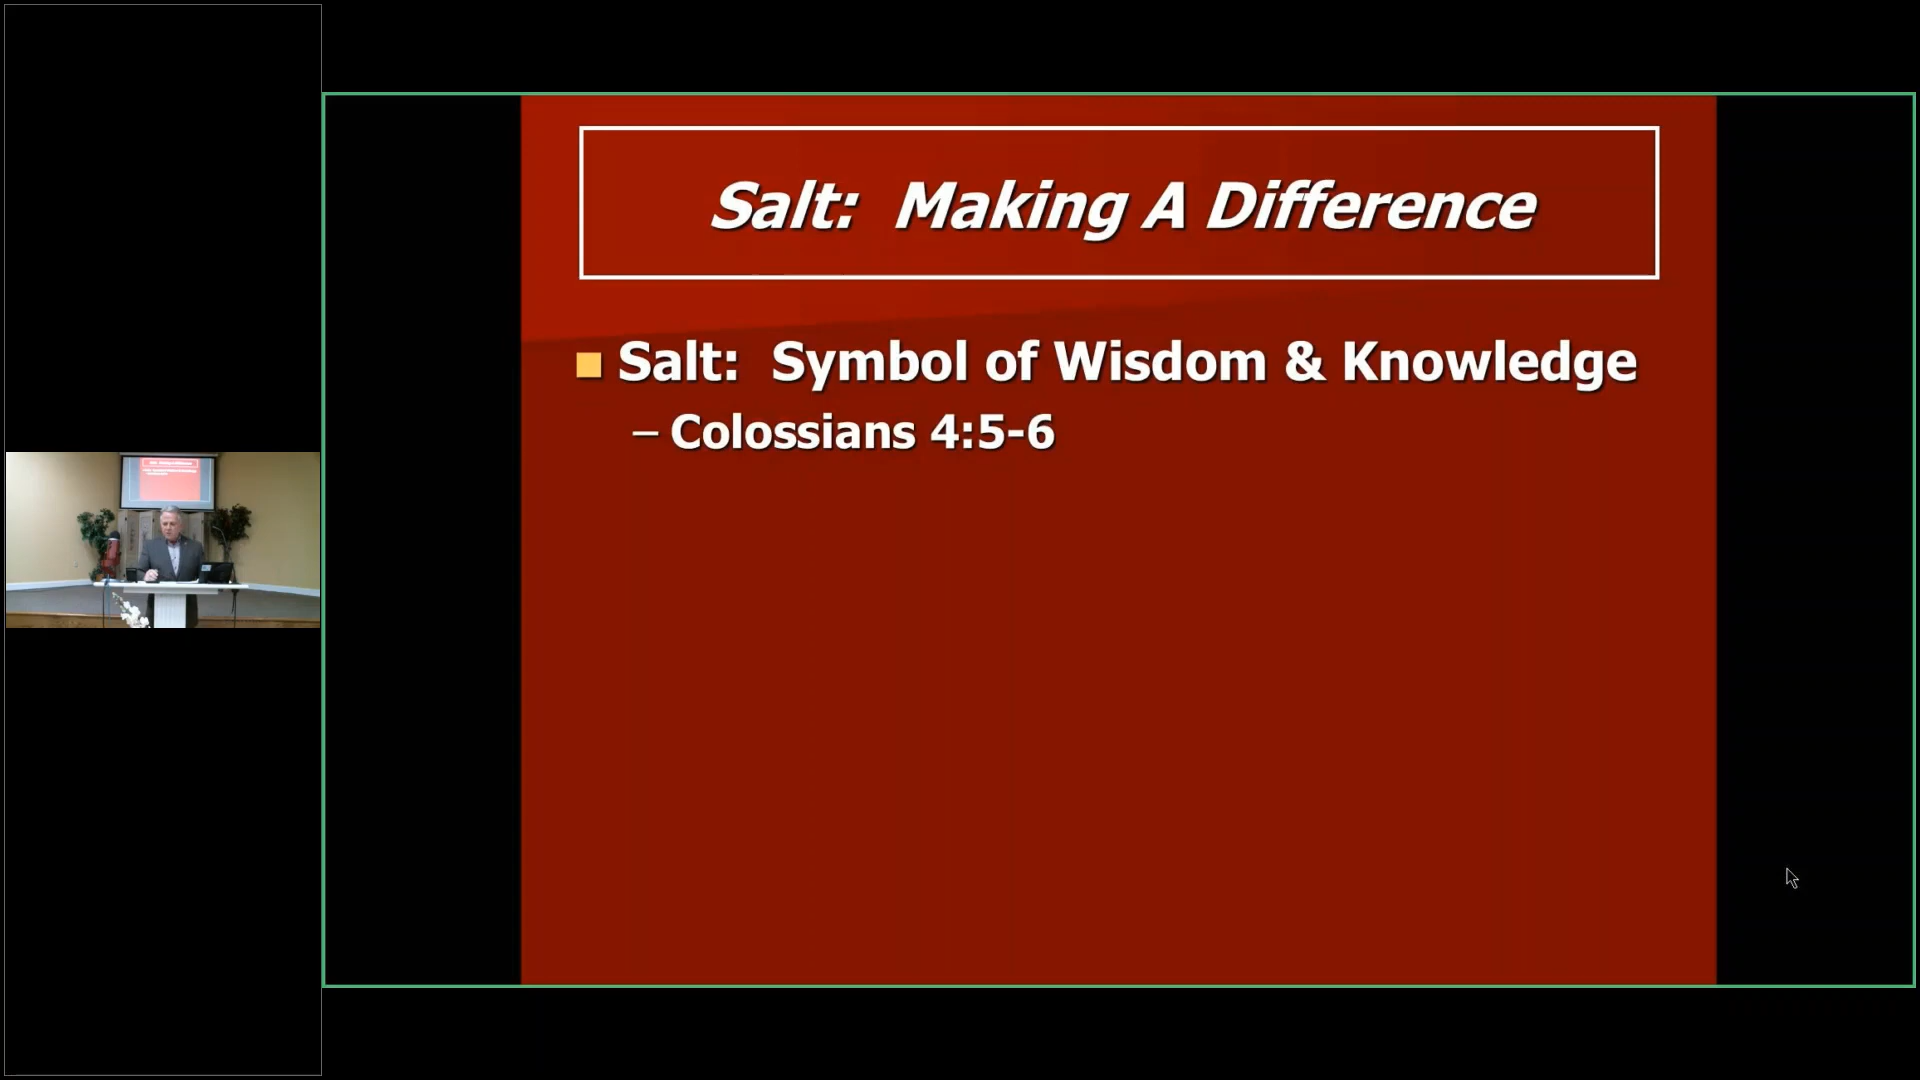 Salt: Making A Difference
Salt: Symbol of Wisdom & Knowledge
– Colossians 4:5-6